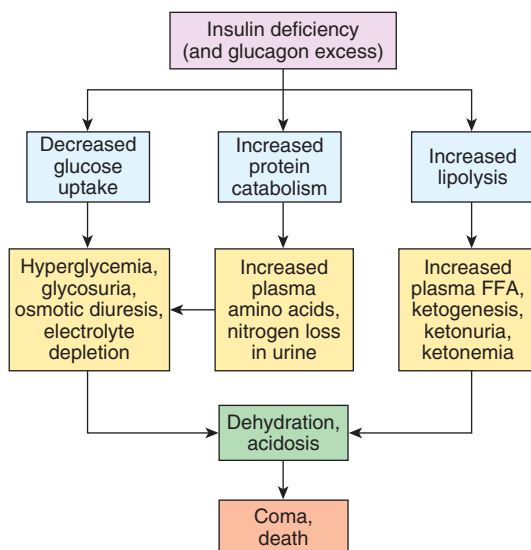 Insulin deficiency
(and glucagon excess)
Decreased
glucose
uptake
Increased
protein
catabolism
Increased
lipolysis
Hyperglycemia,
glycosuria,
osmotic diuresis,
electrolyte
depletion
Increased
plasma
amino acids,
nitrogen loss
in urine
Increased
plasma FFA,
ketogenesis,
ketonuria,
ketonemia
Dehydration,
acidosis
Coma,
death